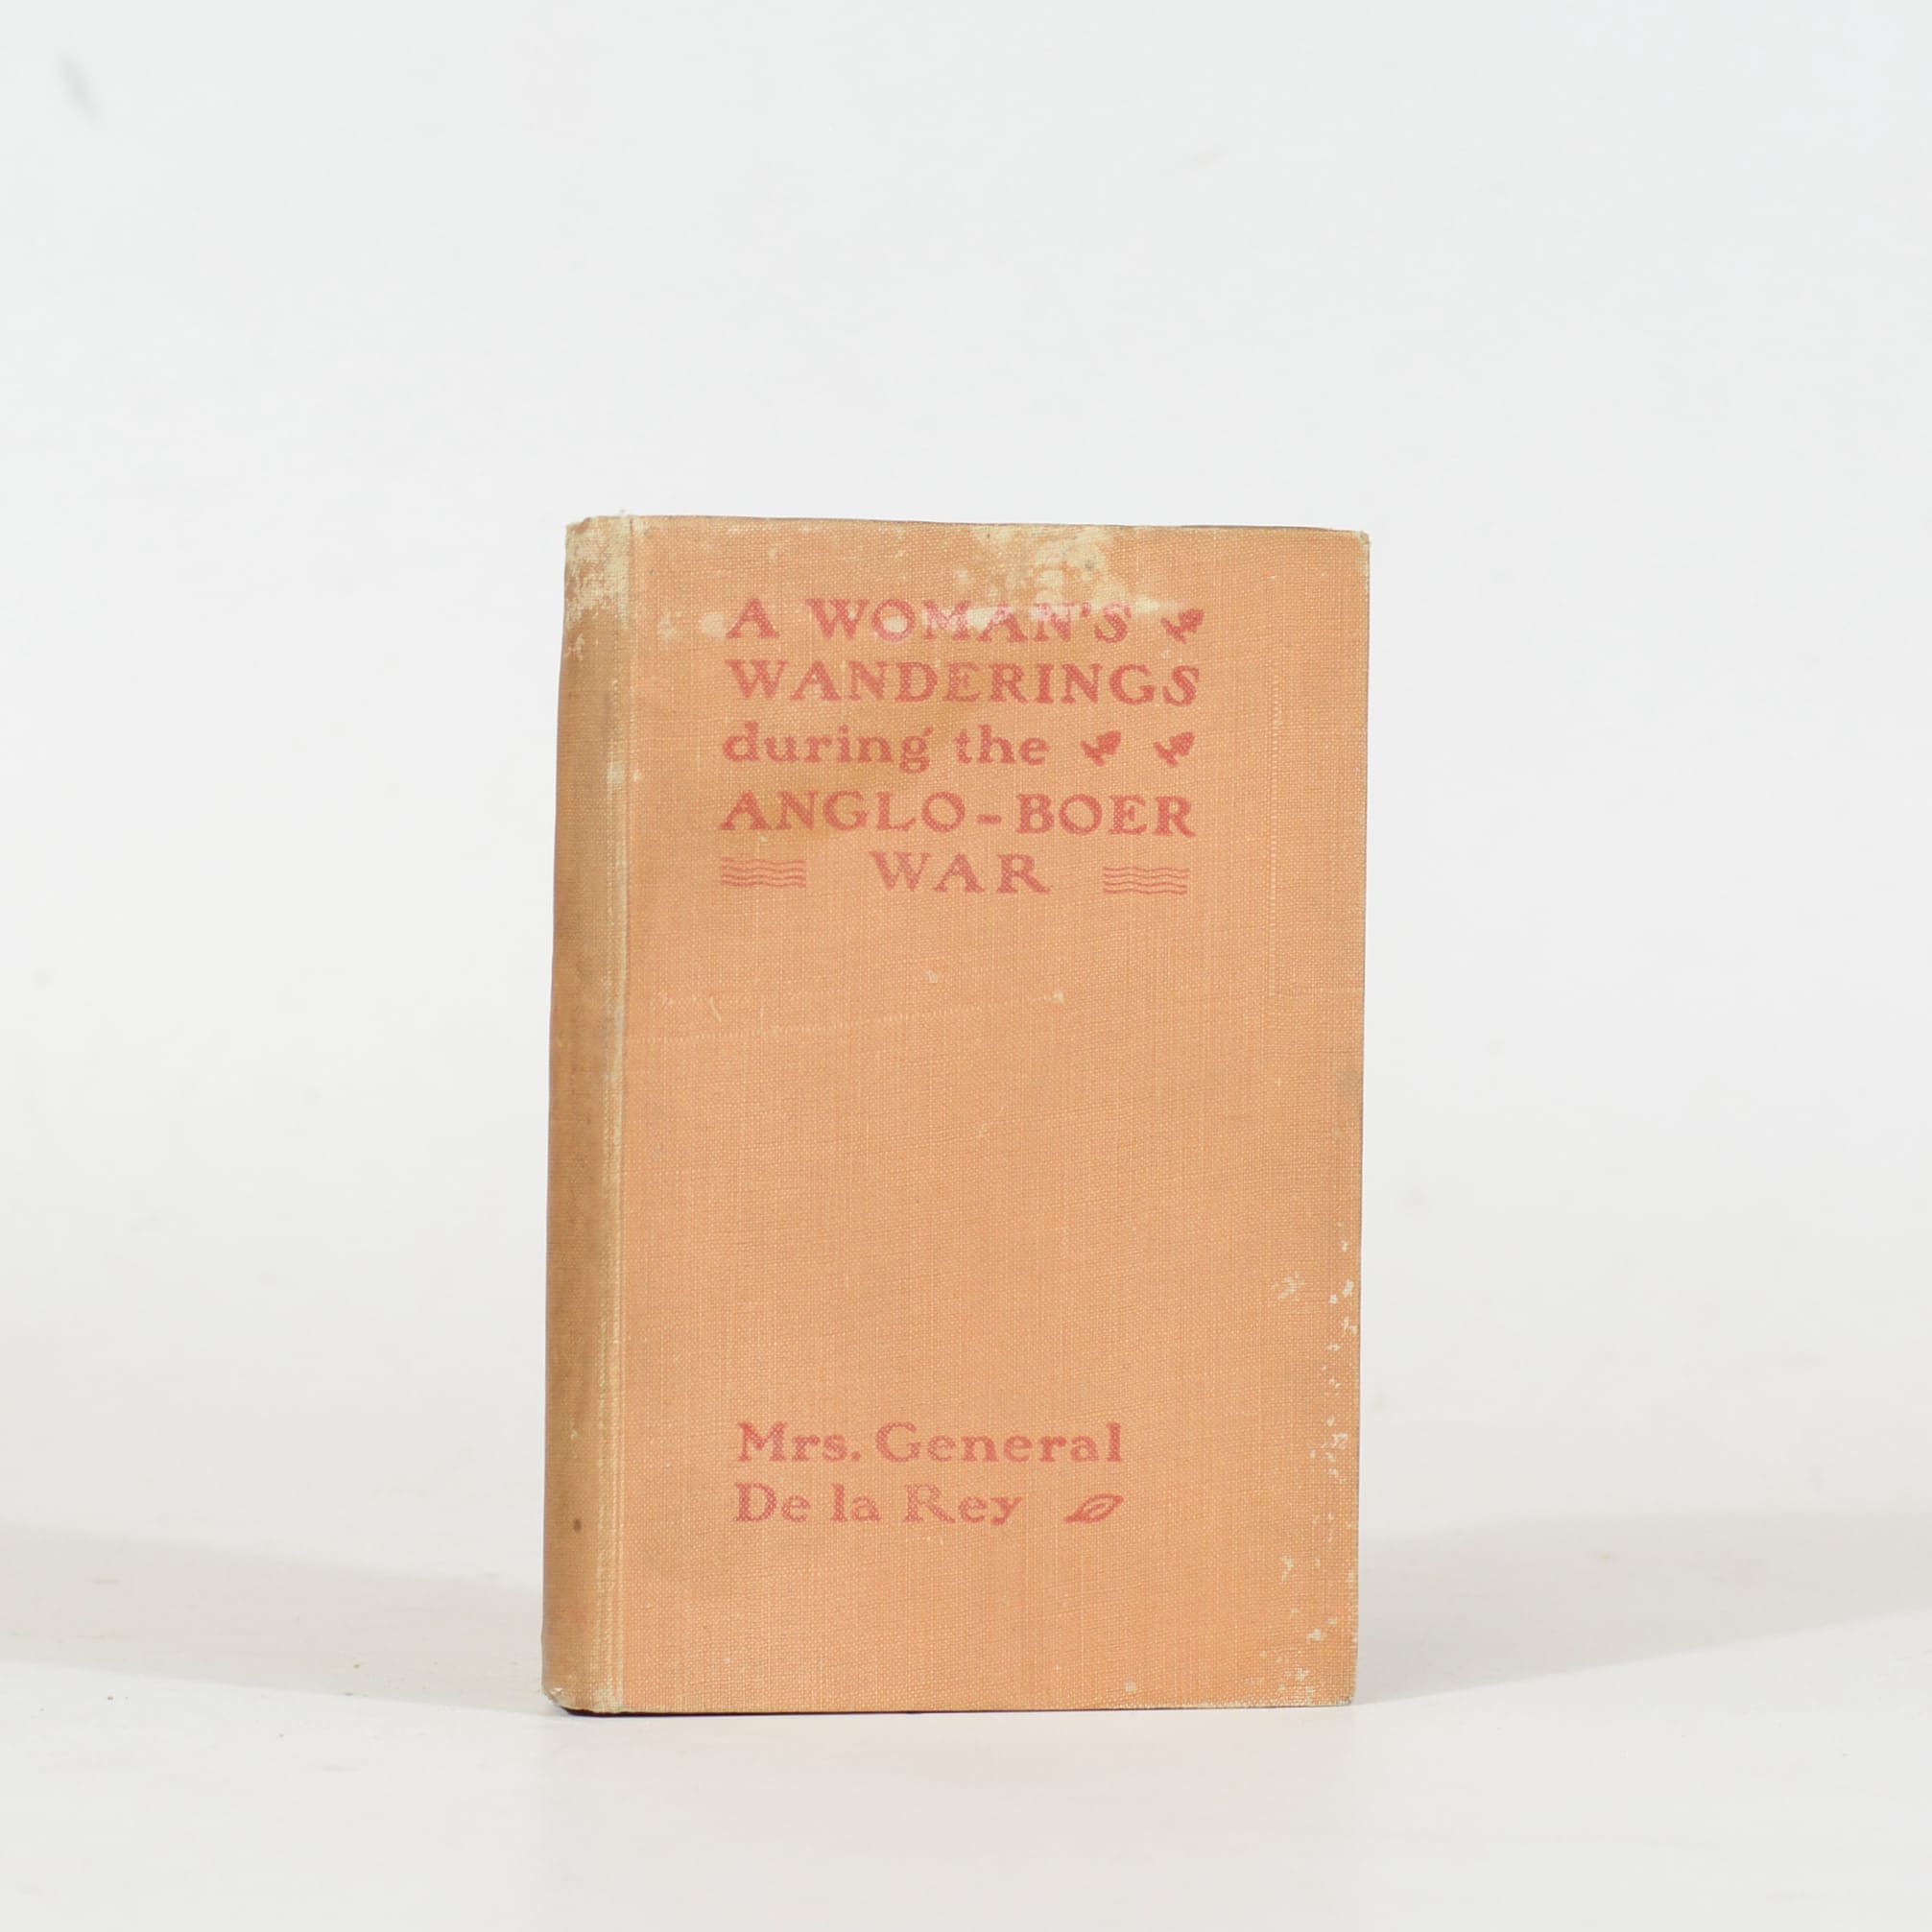 A WOMAN'S
WANDERINGS
during the
ANGLO-BOER
WAR
Mrs. General
De la Rey